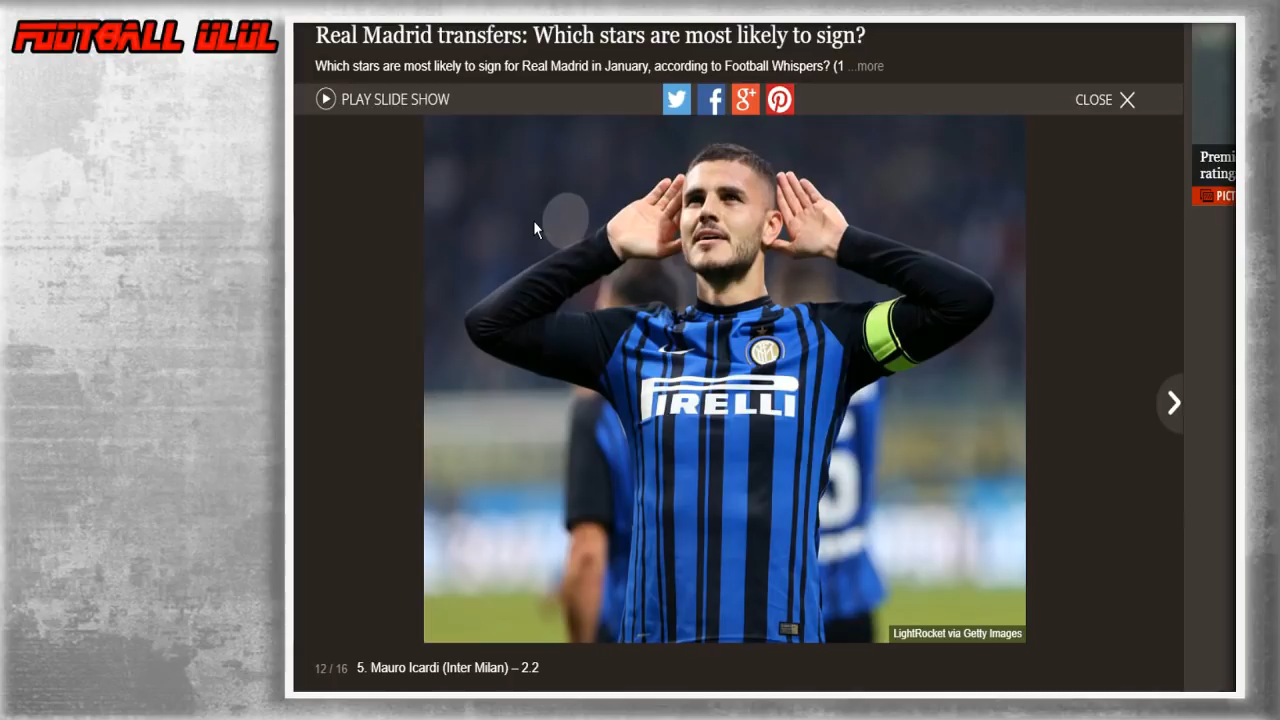 FOOTBALL ÜLÜL
Real Madrid transfers: Which stars are most likely to sign?
Which stars are most likely to sign for Real Madrid in January, according to Football Whispers? (1 ...more
PLAY SLIDE SHOW
CLOSE
Premi
rating
PICT
IRELLI
LightRocket via Getty Images
12 / 16 5. Mauro Icardi (Inter Milan) – 2.2